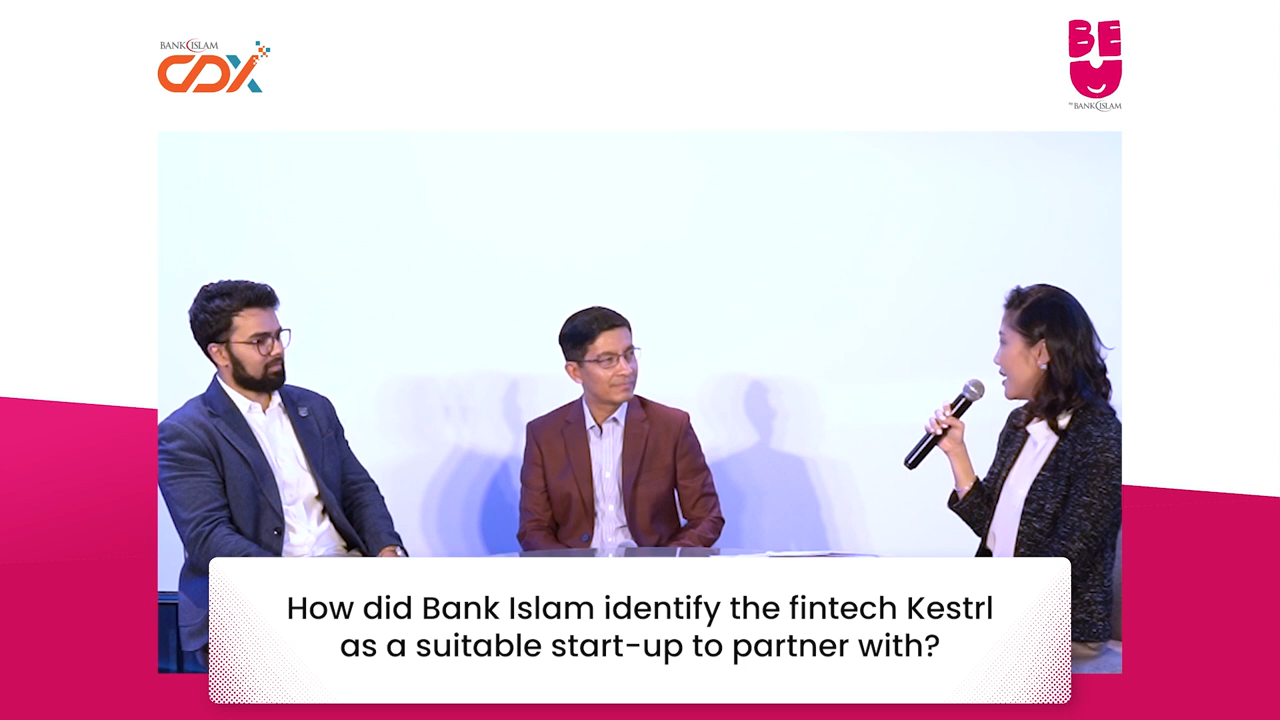 BANK ISLAM
CDX
BE U
by BANK ISLAM
How did Bank Islam identify the fintech Kestrl
as a suitable start-up to partner with?